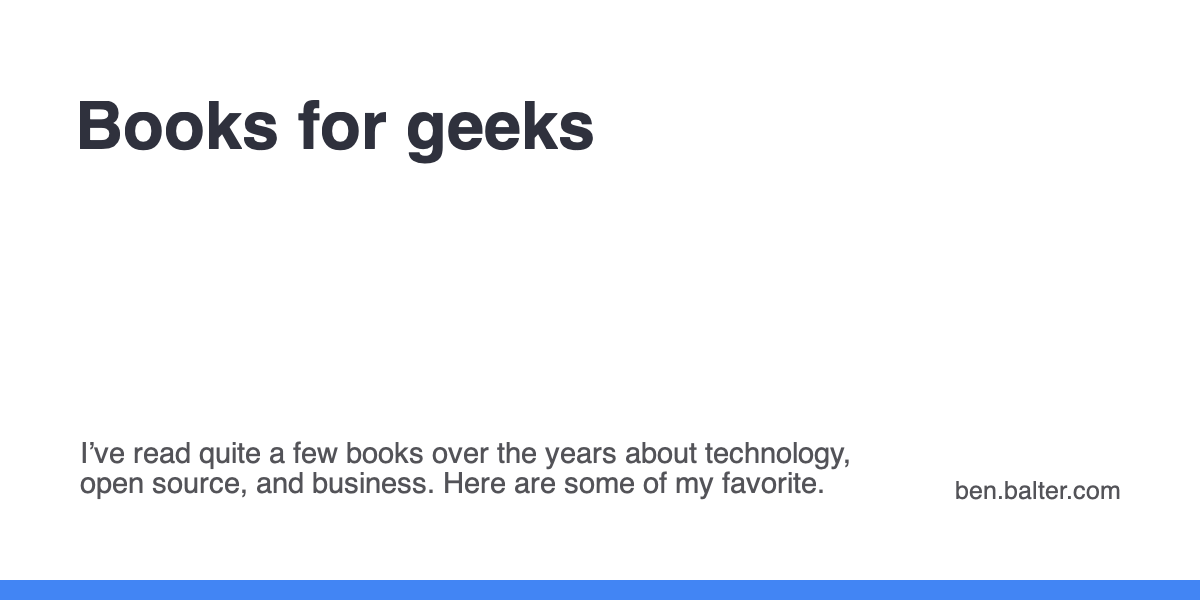 Books for geeks
I’ve read quite a few books over the years about technology,
open source, and business. Here are some of my favorite.
ben.balter.com